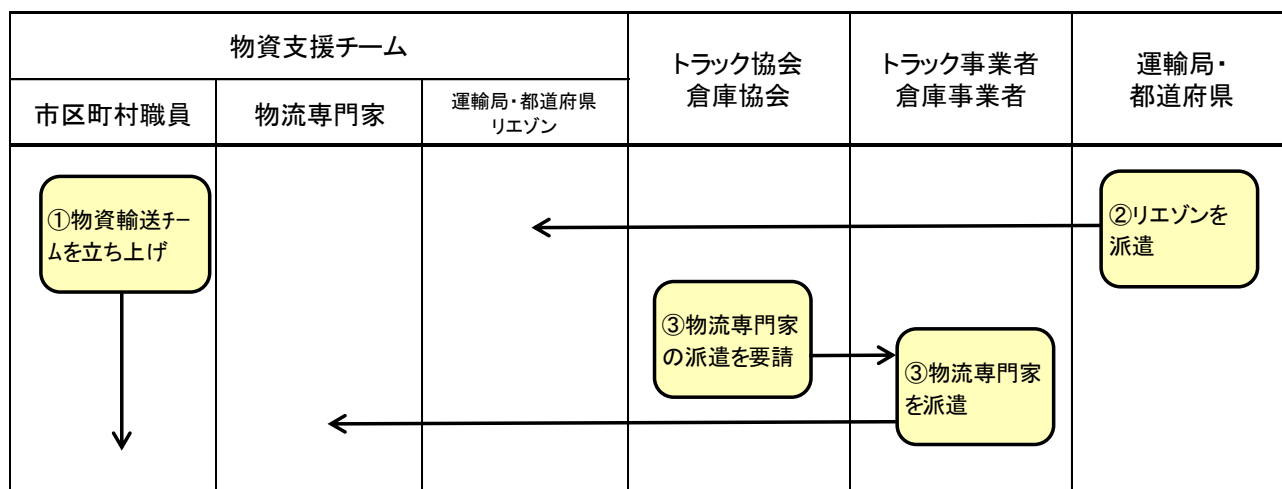 物資支援チーム
市区町村職員
物流専門家
運輸局・都道府県
リエゾン
トラック協会
倉庫協会
トラック事業者
倉庫事業者
運輸局・
都道府県
①物資輸送ﾁｰ
ﾑを立ち上げ
②リエゾンを
派遣
③物流専門家
の派遣を要請
③物流専門家
を派遣